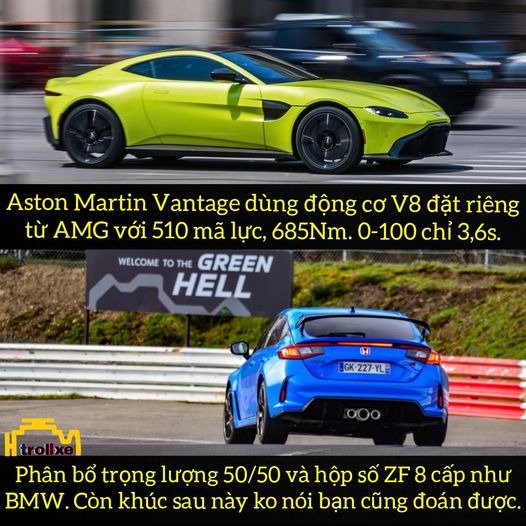 Aston Martin Vantage dùng động cơ V8 đặt riêng
từ AMG với 510 mã lực, 685Nm. 0-100 chỉ 3,6s.
WELCOME TO THE GREEN
HELL
GK-227-YL
trollxe
Phân bổ trọng lượng 50/50 và hộp số ZF 8 cấp như
BMW. Còn khúc sau này ko nói bạn cũng đoán được.